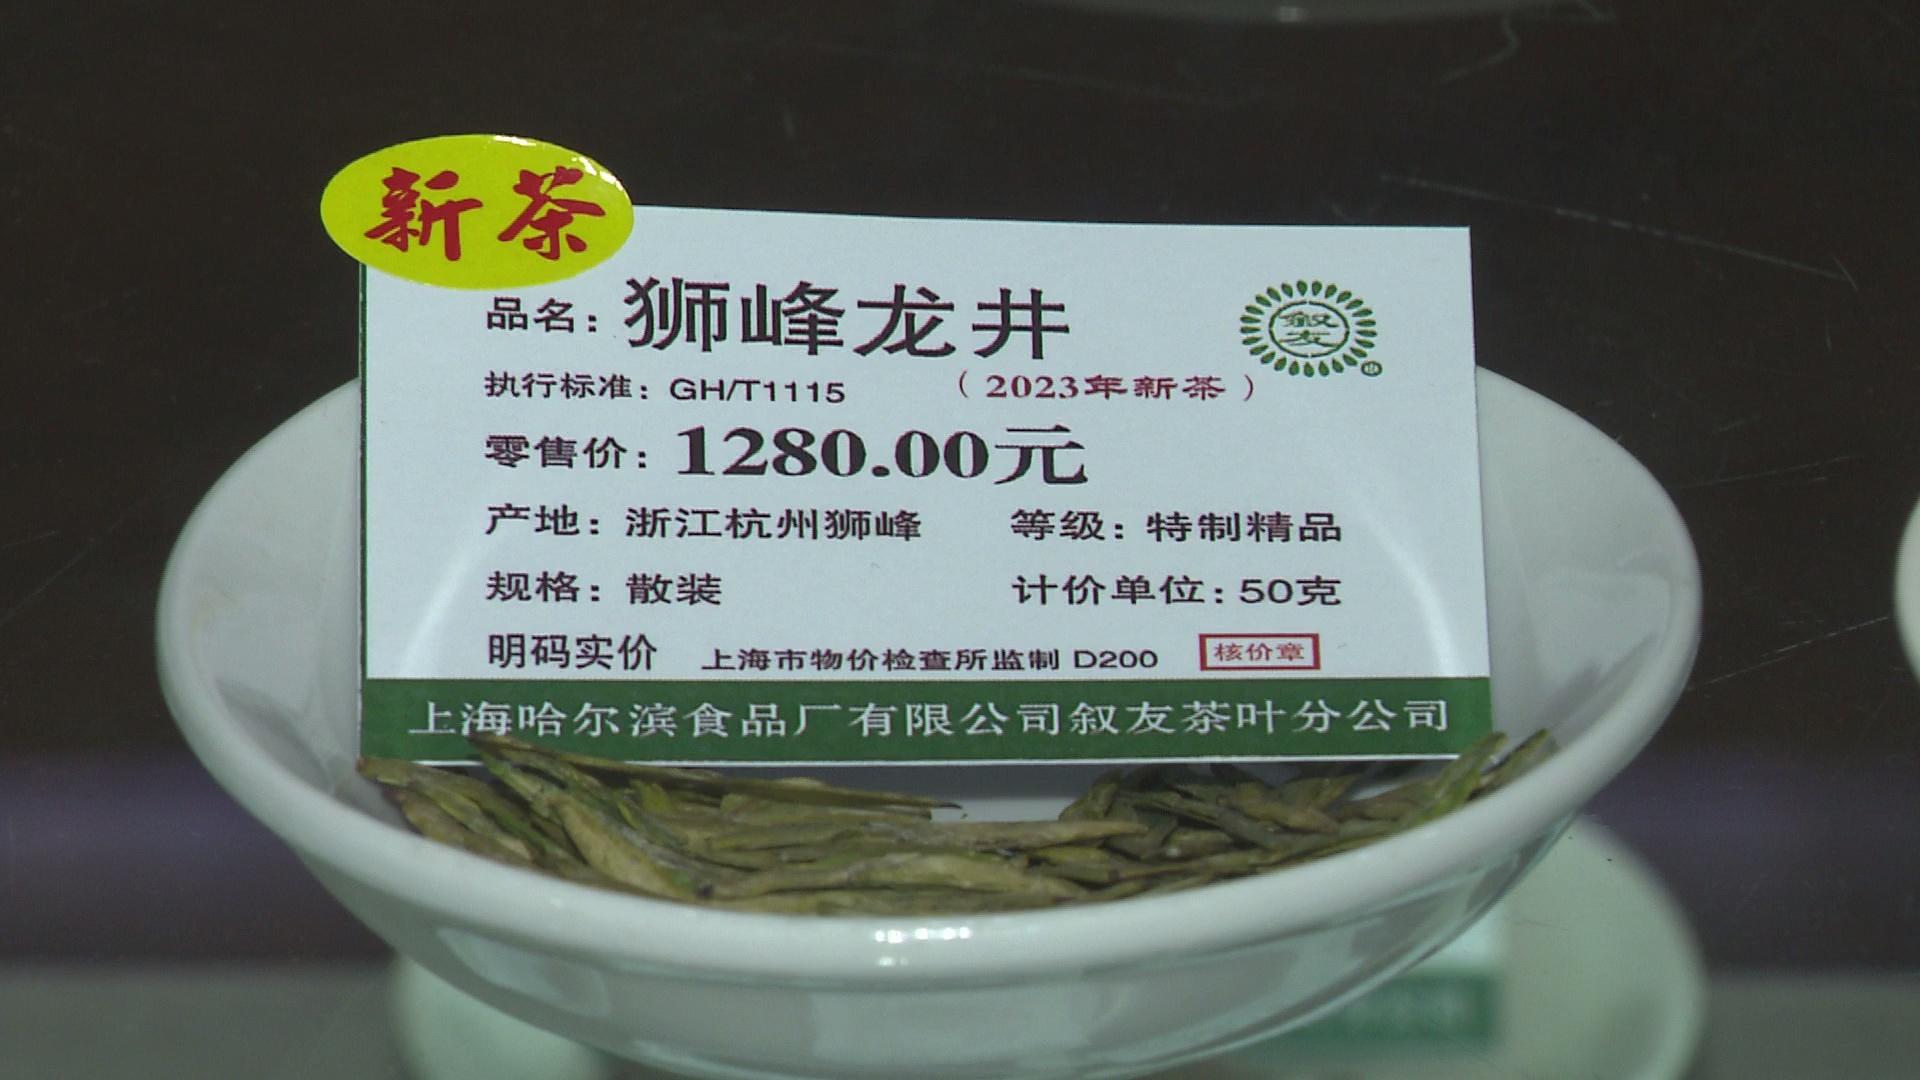 新茶
品名：狮峰龙井
叙友
执行标准：GH/T1115 （2023年新茶）
零售价：1280.00元
产地：浙江杭州狮峰 等级：特制精品
规格：散装 计价单位：50克
明码实价 上海市物价检查所监制 D200 核价章
上海哈尔滨食品厂有限公司叙友茶叶分公司